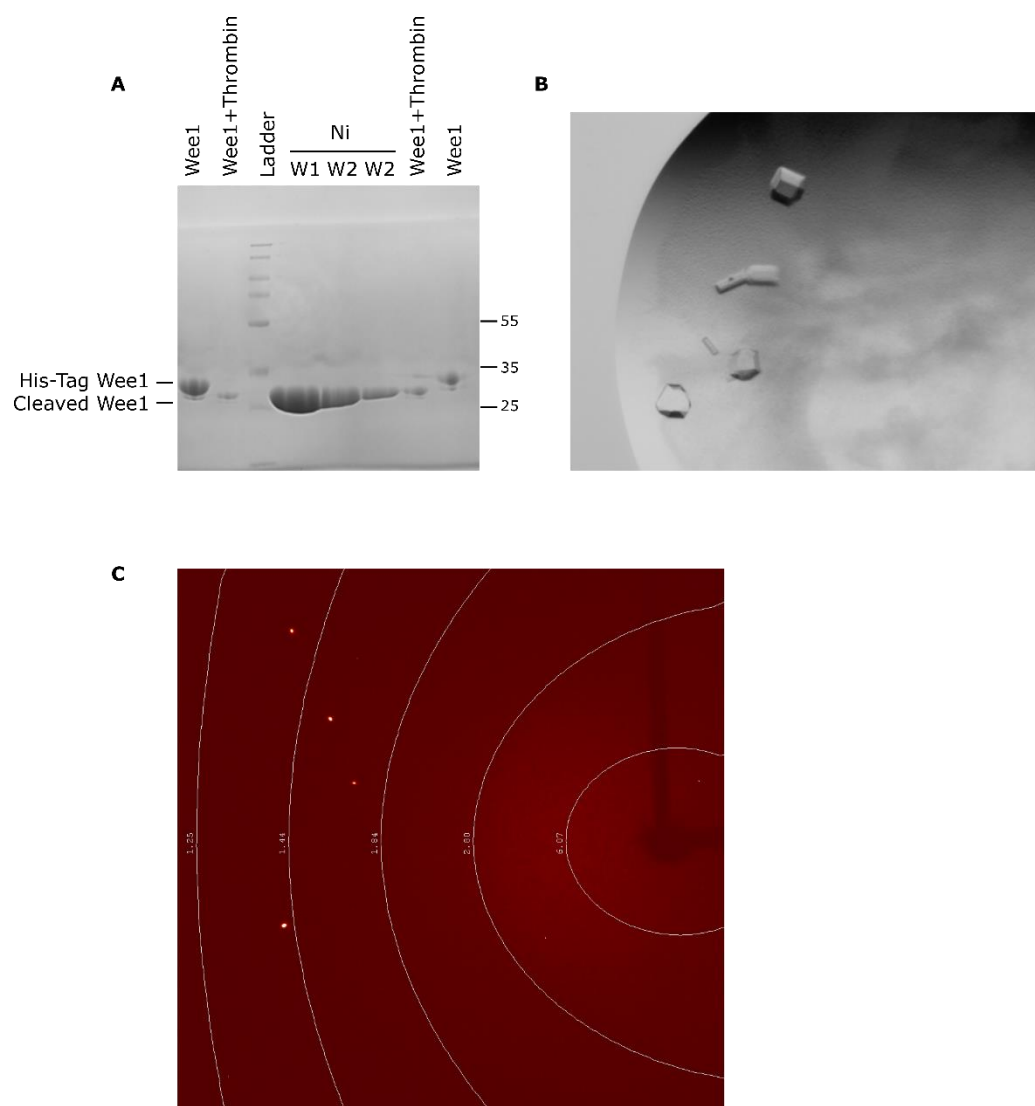 A
B
Wee1
Wee1+Thrombin
Ladder
Ni
W1 W2 W2
Wee1+Thrombin
Wee1
55
35
25
His-Tag Wee1
Cleaved Wee1
C
1.25
1.44
1.84
2.80
6.07